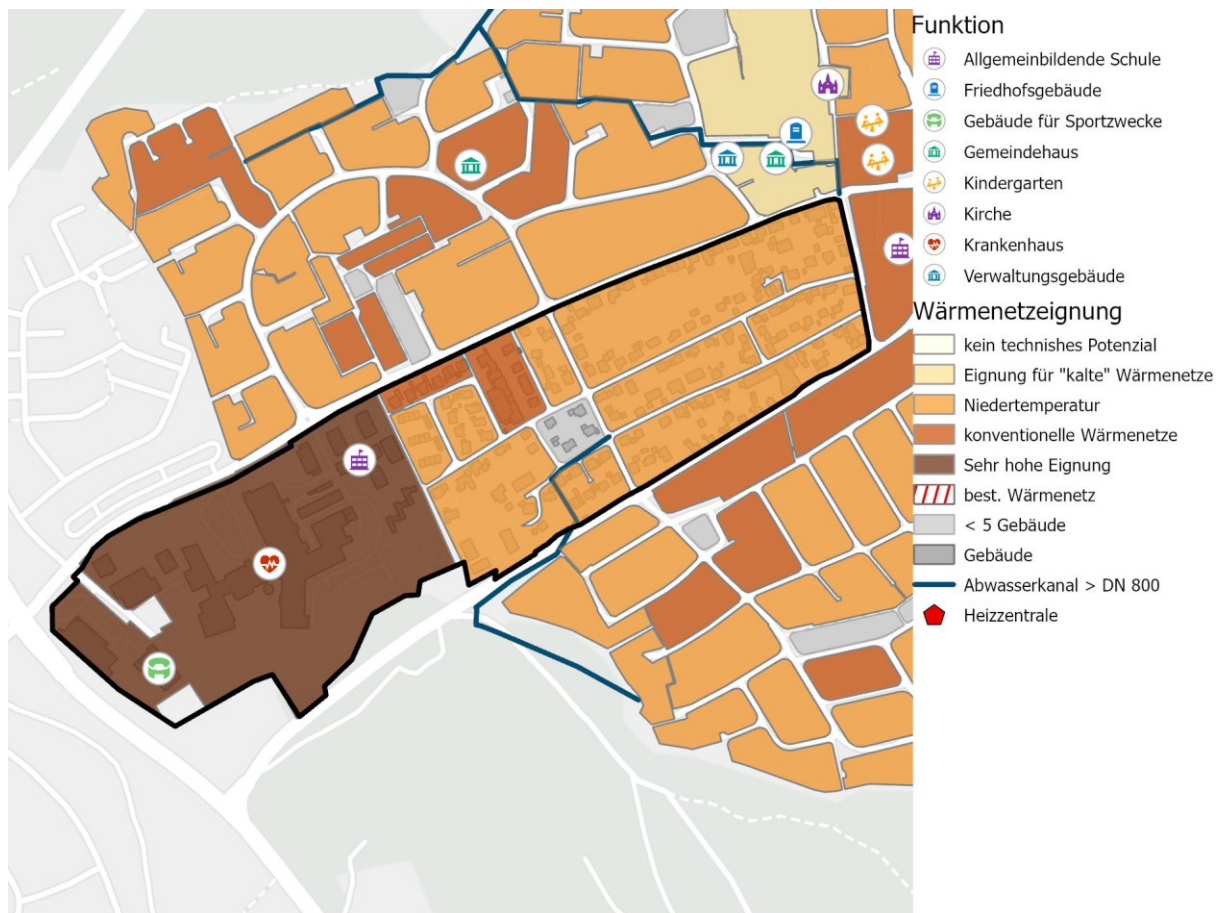 Funktion
Allgemeinbildende Schule
Friedhofsgebäude
Gebäude für Sportzwecke
Gemeindehaus
Kindergarten
Kirche
Krankenhaus
Verwaltungsgebäude
Wärmenetzeignung
kein technishes Potenzial
Eignung für "kalte" Wärmenetze
Niedertemperatur
konventionelle Wärmenetze
Sehr hohe Eignung
best. Wärmenetz
< 5 Gebäude
Gebäude
Abwasserkanal > DN 800
Heizzentrale